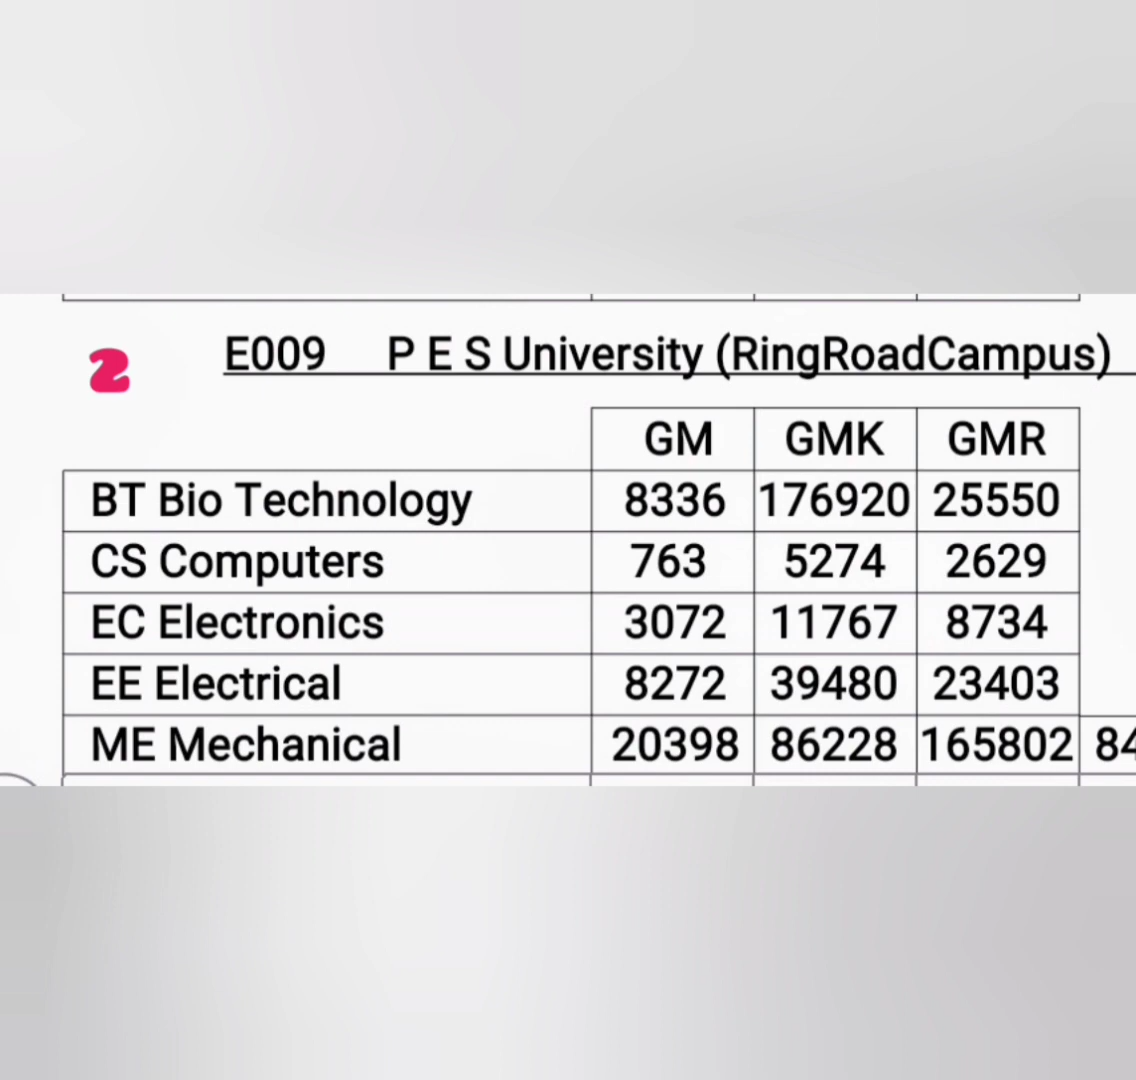 2
E009 P E S University (RingRoadCampus)
GM GMK GMR
BT Bio Technology 8336 176920 25550
CS Computers 763 5274 2629
EC Electronics 3072 11767 8734
EE Electrical 8272 39480 23403
ME Mechanical 20398 86228 165802 84